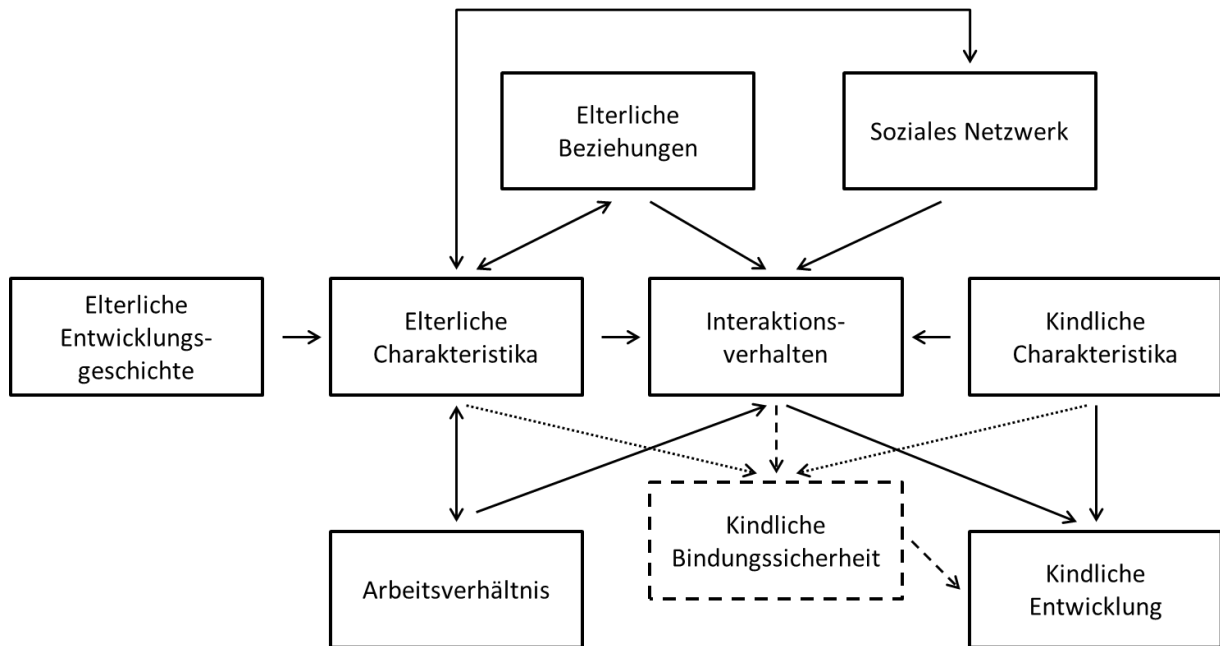 Elterliche
Beziehungen
Soziales Netzwerk
Elterliche
Entwicklungs-
geschichte
Elterliche
Charakteristika
Interaktions-
verhalten
Kindliche
Charakteristika
Arbeitsverhältnis
Kindliche
Bindungssicherheit
Kindliche
Entwicklung